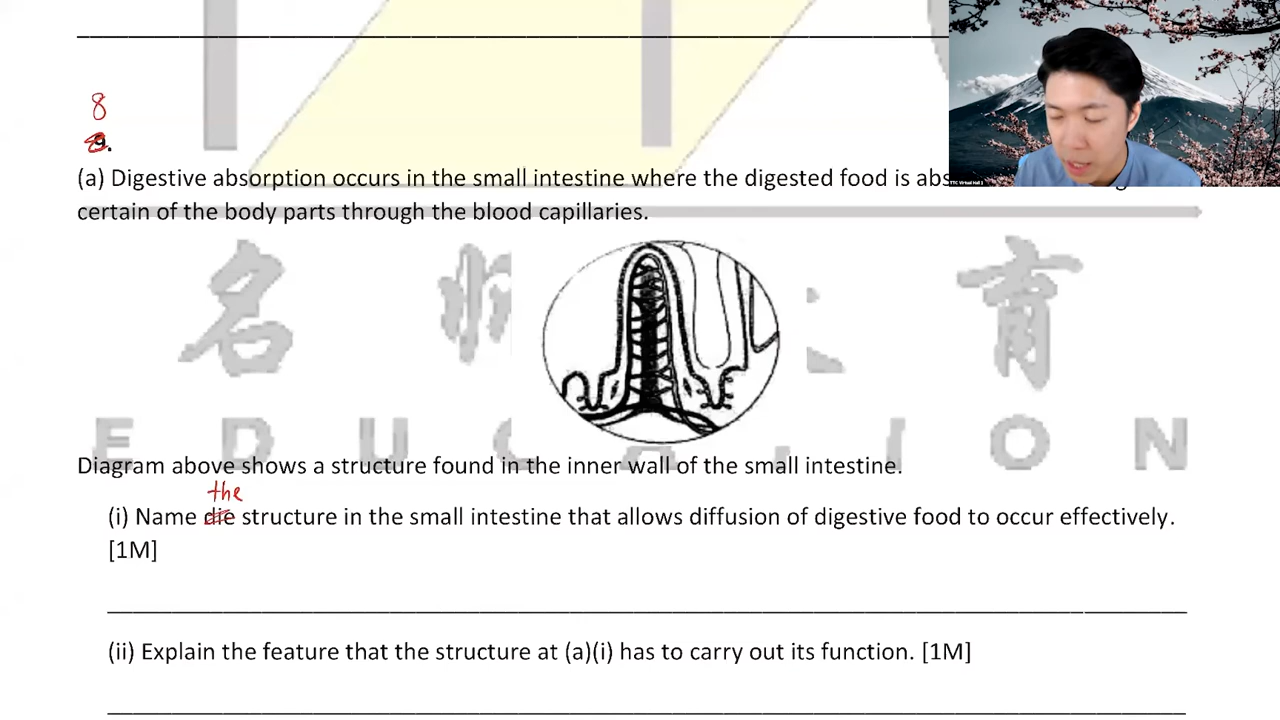 8
9.
(a) Digestive absorption occurs in the small intestine where the digested food is
certain of the body parts through the blood capillaries.
名 师 育
EDUCATION
Diagram above shows a structure found in the inner wall of the small intestine.
the
(i) Name die structure in the small intestine that allows diffusion of digestive food to occur effectively.
[1M]
(ii) Explain the feature that the structure at (a)(i) has to carry out its function. [1M]